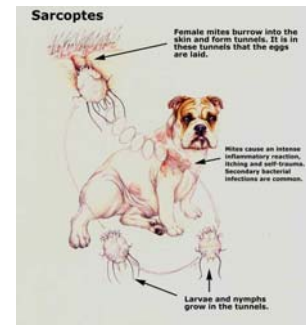 Sarcoptes
Female mites burrow into the
skin and form tunnels. It is in
these tunnels that the eggs
are laid.
Mites cause an intense
inflammatory reaction,
itching and self-trauma.
Secondary bacterial
infections are common.
Larvae and nymphs
grow in the tunnels.